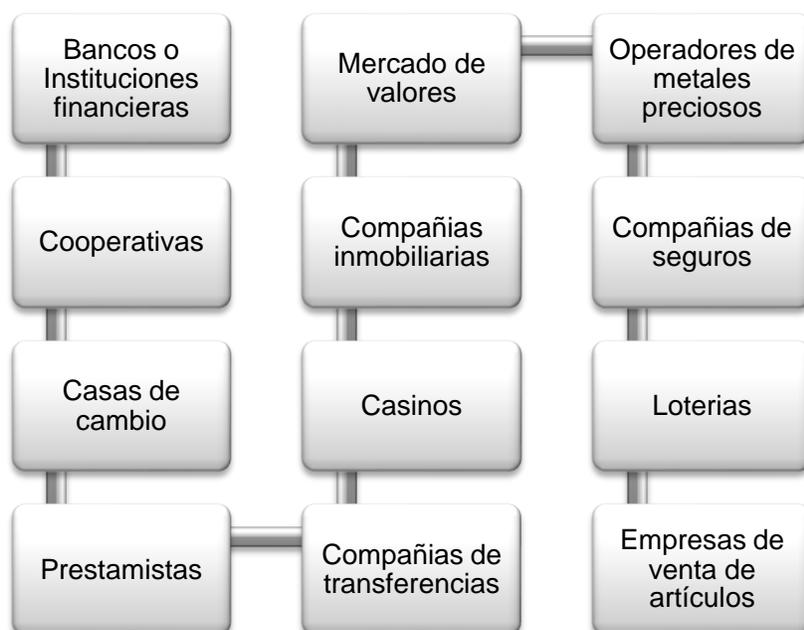 Bancos o
Instituciones
financieras
Cooperativas
Casas de
cambio
Prestamistas
Compañias de
transferencias
Casinos
Compañias
inmobiliarias
Mercado de
valores
Operadores de
metales
preciosos
Compañias de
seguros
Loterias
Empresas de
venta de
artículos